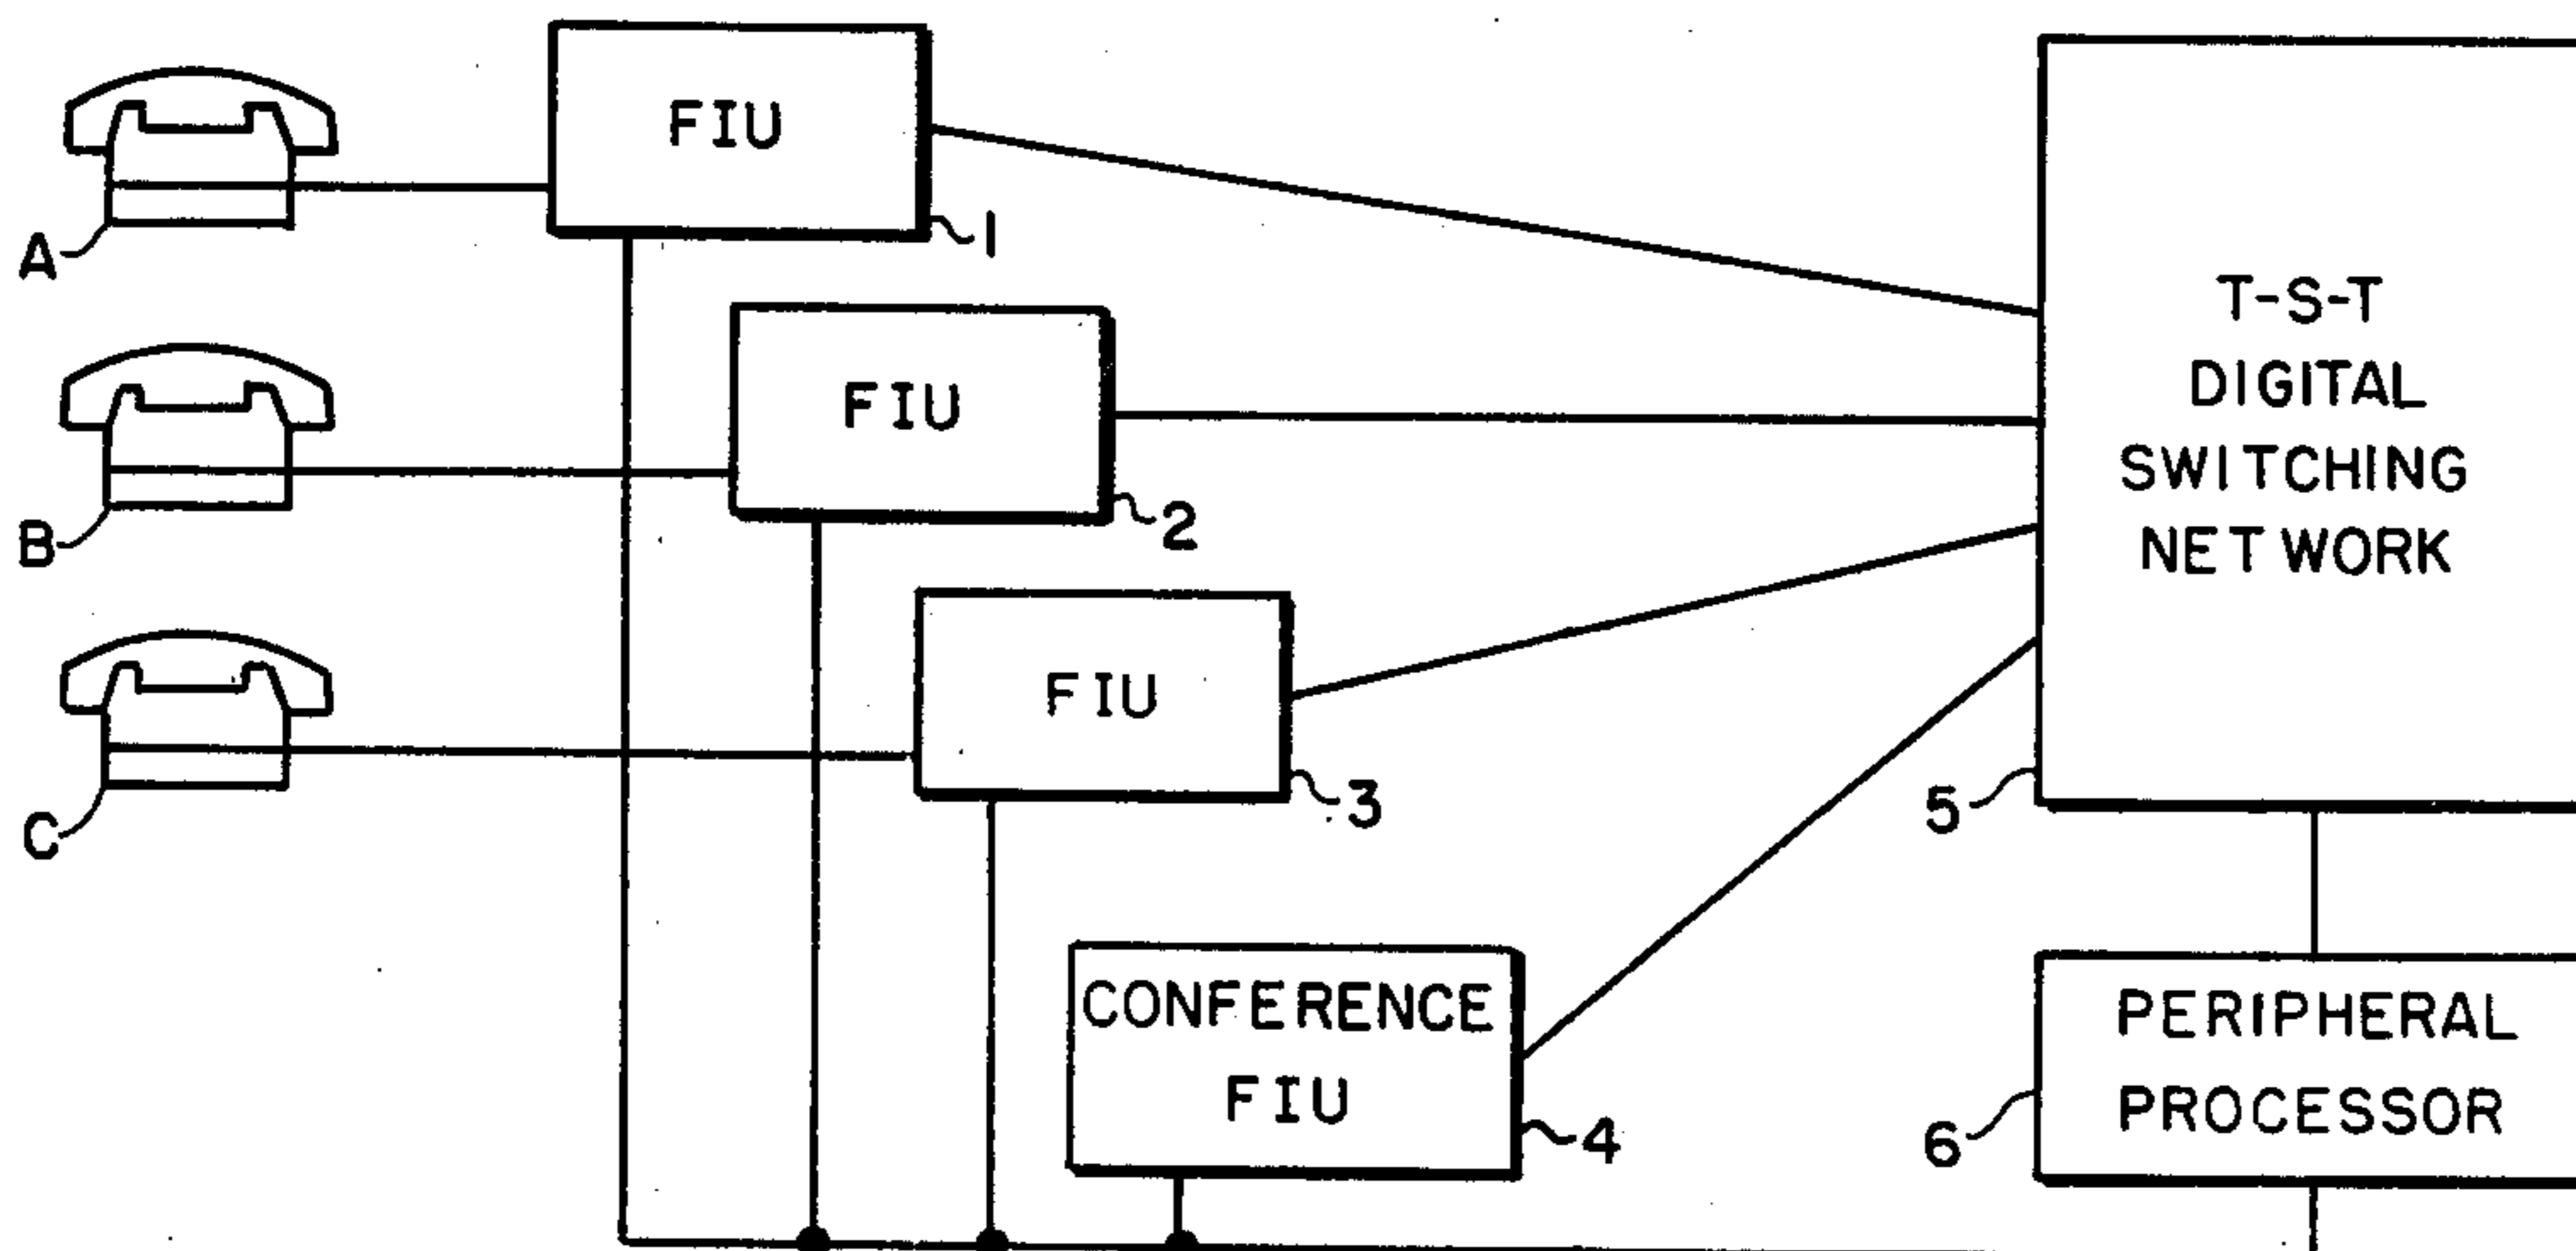 FIU
1
A
FIU
2
B
FIU
3
C
CONFERENCE
FIU
4
T-S-T
DIGITAL
SWITCHING
NETWORK
5
PERIPHERAL
PROCESSOR
6